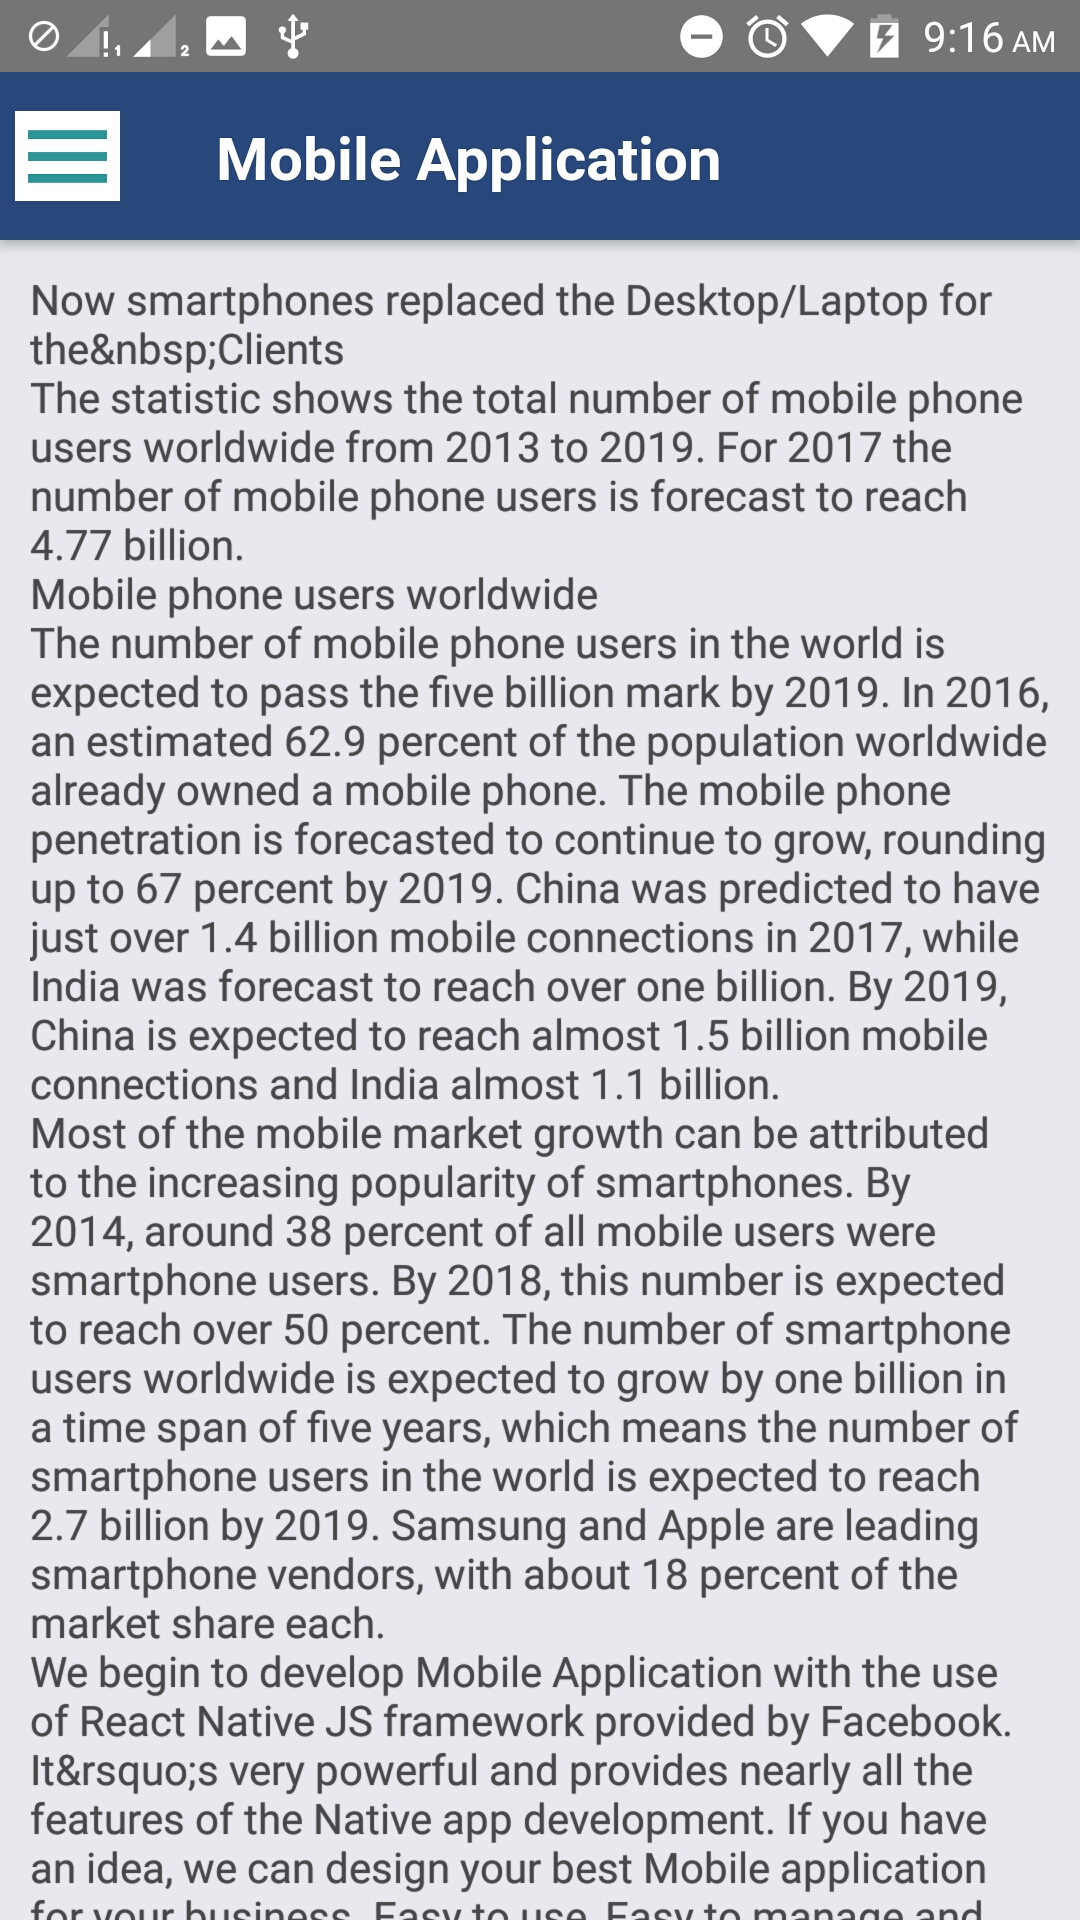 1 2 9:16 AM
Mobile Application
Now smartphones replaced the Desktop/Laptop for
the&nbsp;Clients
The statistic shows the total number of mobile phone
users worldwide from 2013 to 2019. For 2017 the
number of mobile phone users is forecast to reach
4.77 billion.
Mobile phone users worldwide
The number of mobile phone users in the world is
expected to pass the five billion mark by 2019. In 2016,
an estimated 62.9 percent of the population worldwide
already owned a mobile phone. The mobile phone
penetration is forecasted to continue to grow, rounding
up to 67 percent by 2019. China was predicted to have
just over 1.4 billion mobile connections in 2017, while
India was forecast to reach over one billion. By 2019,
China is expected to reach almost 1.5 billion mobile
connections and India almost 1.1 billion.
Most of the mobile market growth can be attributed
to the increasing popularity of smartphones. By
2014, around 38 percent of all mobile users were
smartphone users. By 2018, this number is expected
to reach over 50 percent. The number of smartphone
users worldwide is expected to grow by one billion in
a time span of five years, which means the number of
smartphone users in the world is expected to reach
2.7 billion by 2019. Samsung and Apple are leading
smartphone vendors, with about 18 percent of the
market share each.
We begin to develop Mobile Application with the use
of React Native JS framework provided by Facebook.
It&rsquo;s very powerful and provides nearly all the
features of the Native app development. If you have
an idea, we can design your best Mobile application
for your business. Easy to use, Easy to manage and